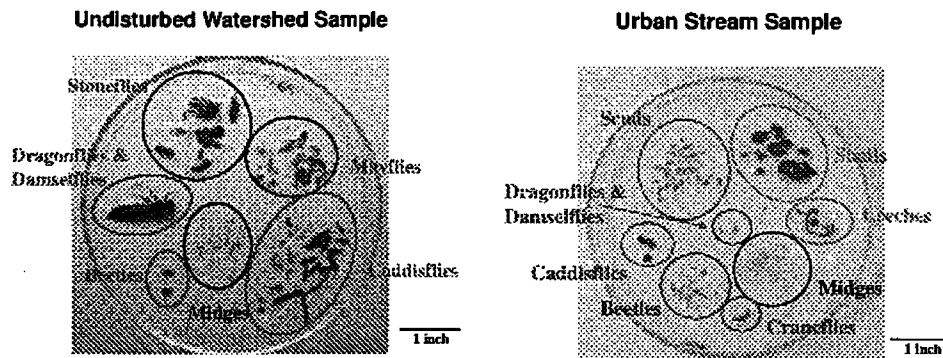 Undisturbed Watershed Sample
Stoneflies
Dragonflies &
Damselflies
Mayflies
Beetles
Midges
Caddisflies
1 inch
Urban Stream Sample
Scuds
Snails
Dragonflies &
Damselflies
Leeches
Caddisflies
Beetles
Midges
Craneflies
1 inch